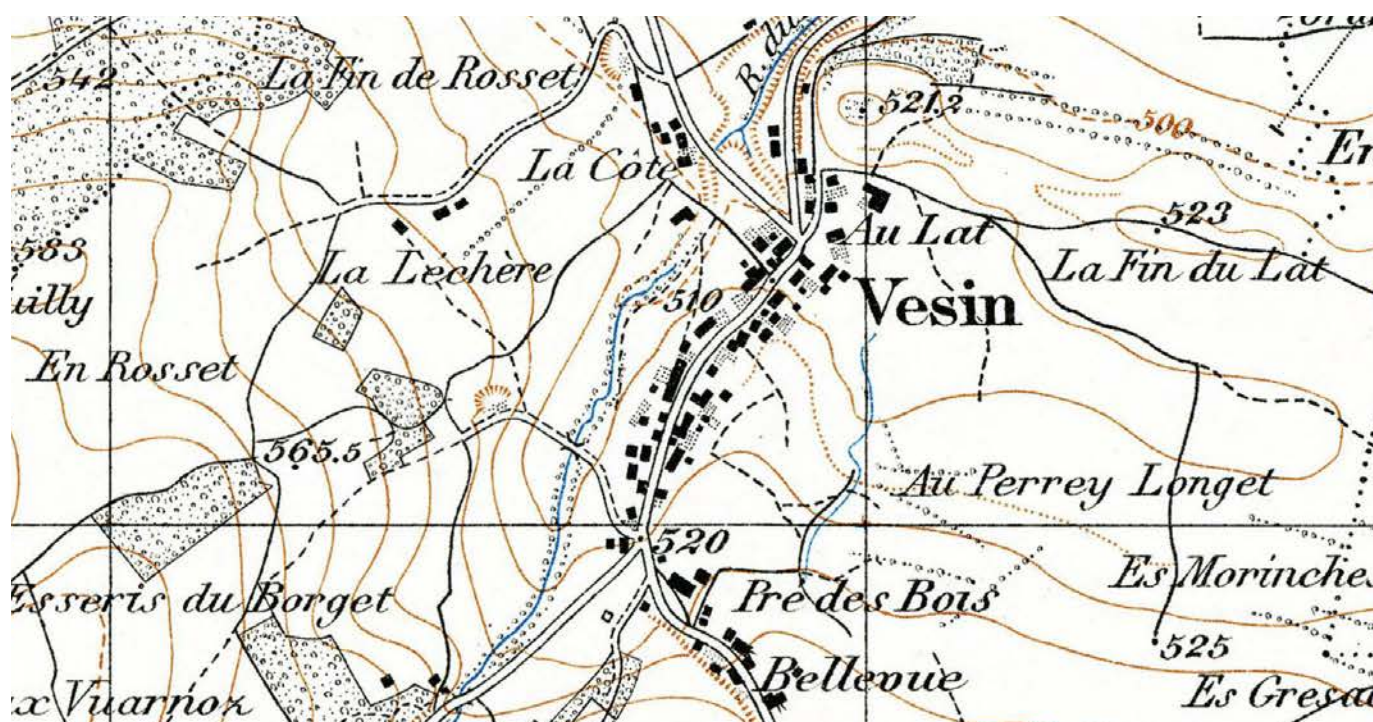 542
La Fin de Rosset
R. du
521.2
500
La Côte
583
La Léchère
Au Lat
523
La Fin du Lat
510
Vesin
En Rosset
565.5
Au Perrey Longet
520
Es Morinches
Esseris du Borget
Pré des Bois
525
Bellevue